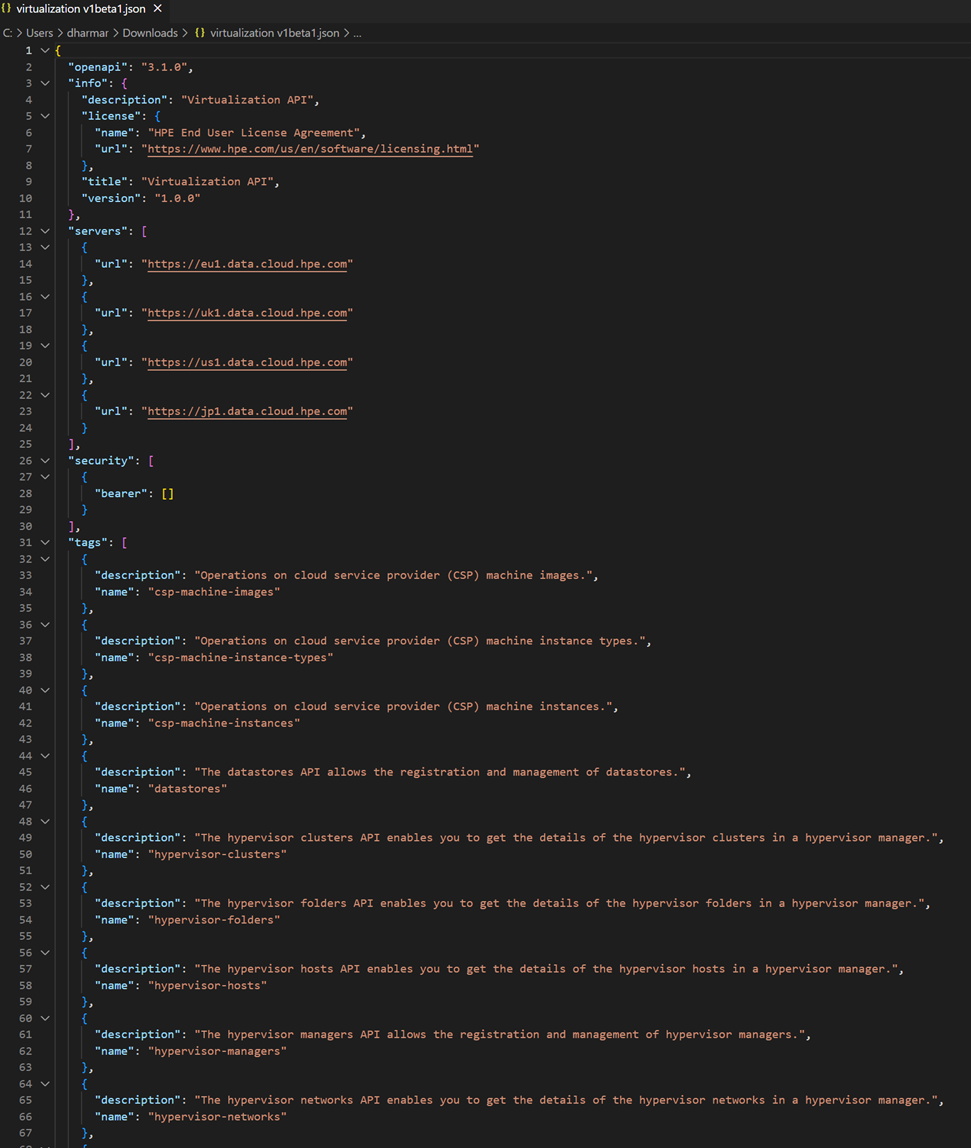 {} virtualization v1beta1.json ×
C: > Users > dharmar > Downloads > {} virtualization v1beta1.json > ...
1 {
2 "openapi": "3.1.0",
3 "info": {
4 "description": "Virtualization API",
5 "license": {
6 "name": "HPE End User License Agreement",
7 "url": "https://www.hpe.com/us/en/software/licensing.html"
8 },
9 "title": "Virtualization API",
10 "version": "1.0.0"
11 },
12 "servers": [
13 {
14 "url": "https://eu1.data.cloud.hpe.com"
15 },
16 {
17 "url": "https://uk1.data.cloud.hpe.com"
18 },
19 {
20 "url": "https://us1.data.cloud.hpe.com"
21 },
22 {
23 "url": "https://jp1.data.cloud.hpe.com"
24 }
25 ],
26 "security": [
27 {
28 "bearer": []
29 }
30 ],
31 "tags": [
32 {
33 "description": "Operations on cloud service provider (CSP) machine images.",
34 "name": "csp-machine-images"
35 },
36 {
37 "description": "Operations on cloud service provider (CSP) machine instance types.",
38 "name": "csp-machine-instance-types"
39 },
40 {
41 "description": "Operations on cloud service provider (CSP) machine instances.",
42 "name": "csp-machine-instances"
43 },
44 {
45 "description": "The datastores API allows the registration and management of datastores.",
46 "name": "datastores"
47 },
48 {
49 "description": "The hypervisor clusters API enables you to get the details of the hypervisor clusters in a hypervisor manager.",
50 "name": "hypervisor-clusters"
51 },
52 {
53 "description": "The hypervisor folders API enables you to get the details of the hypervisor folders in a hypervisor manager.",
54 "name": "hypervisor-folders"
55 },
56 {
57 "description": "The hypervisor hosts API enables you to get the details of the hypervisor hosts in a hypervisor manager.",
58 "name": "hypervisor-hosts"
59 },
60 {
61 "description": "The hypervisor managers API allows the registration and management of hypervisor managers.",
62 "name": "hypervisor-managers"
63 },
64 {
65 "description": "The hypervisor networks API enables you to get the details of the hypervisor networks in a hypervisor manager.",
66 "name": "hypervisor-networks"
67 },